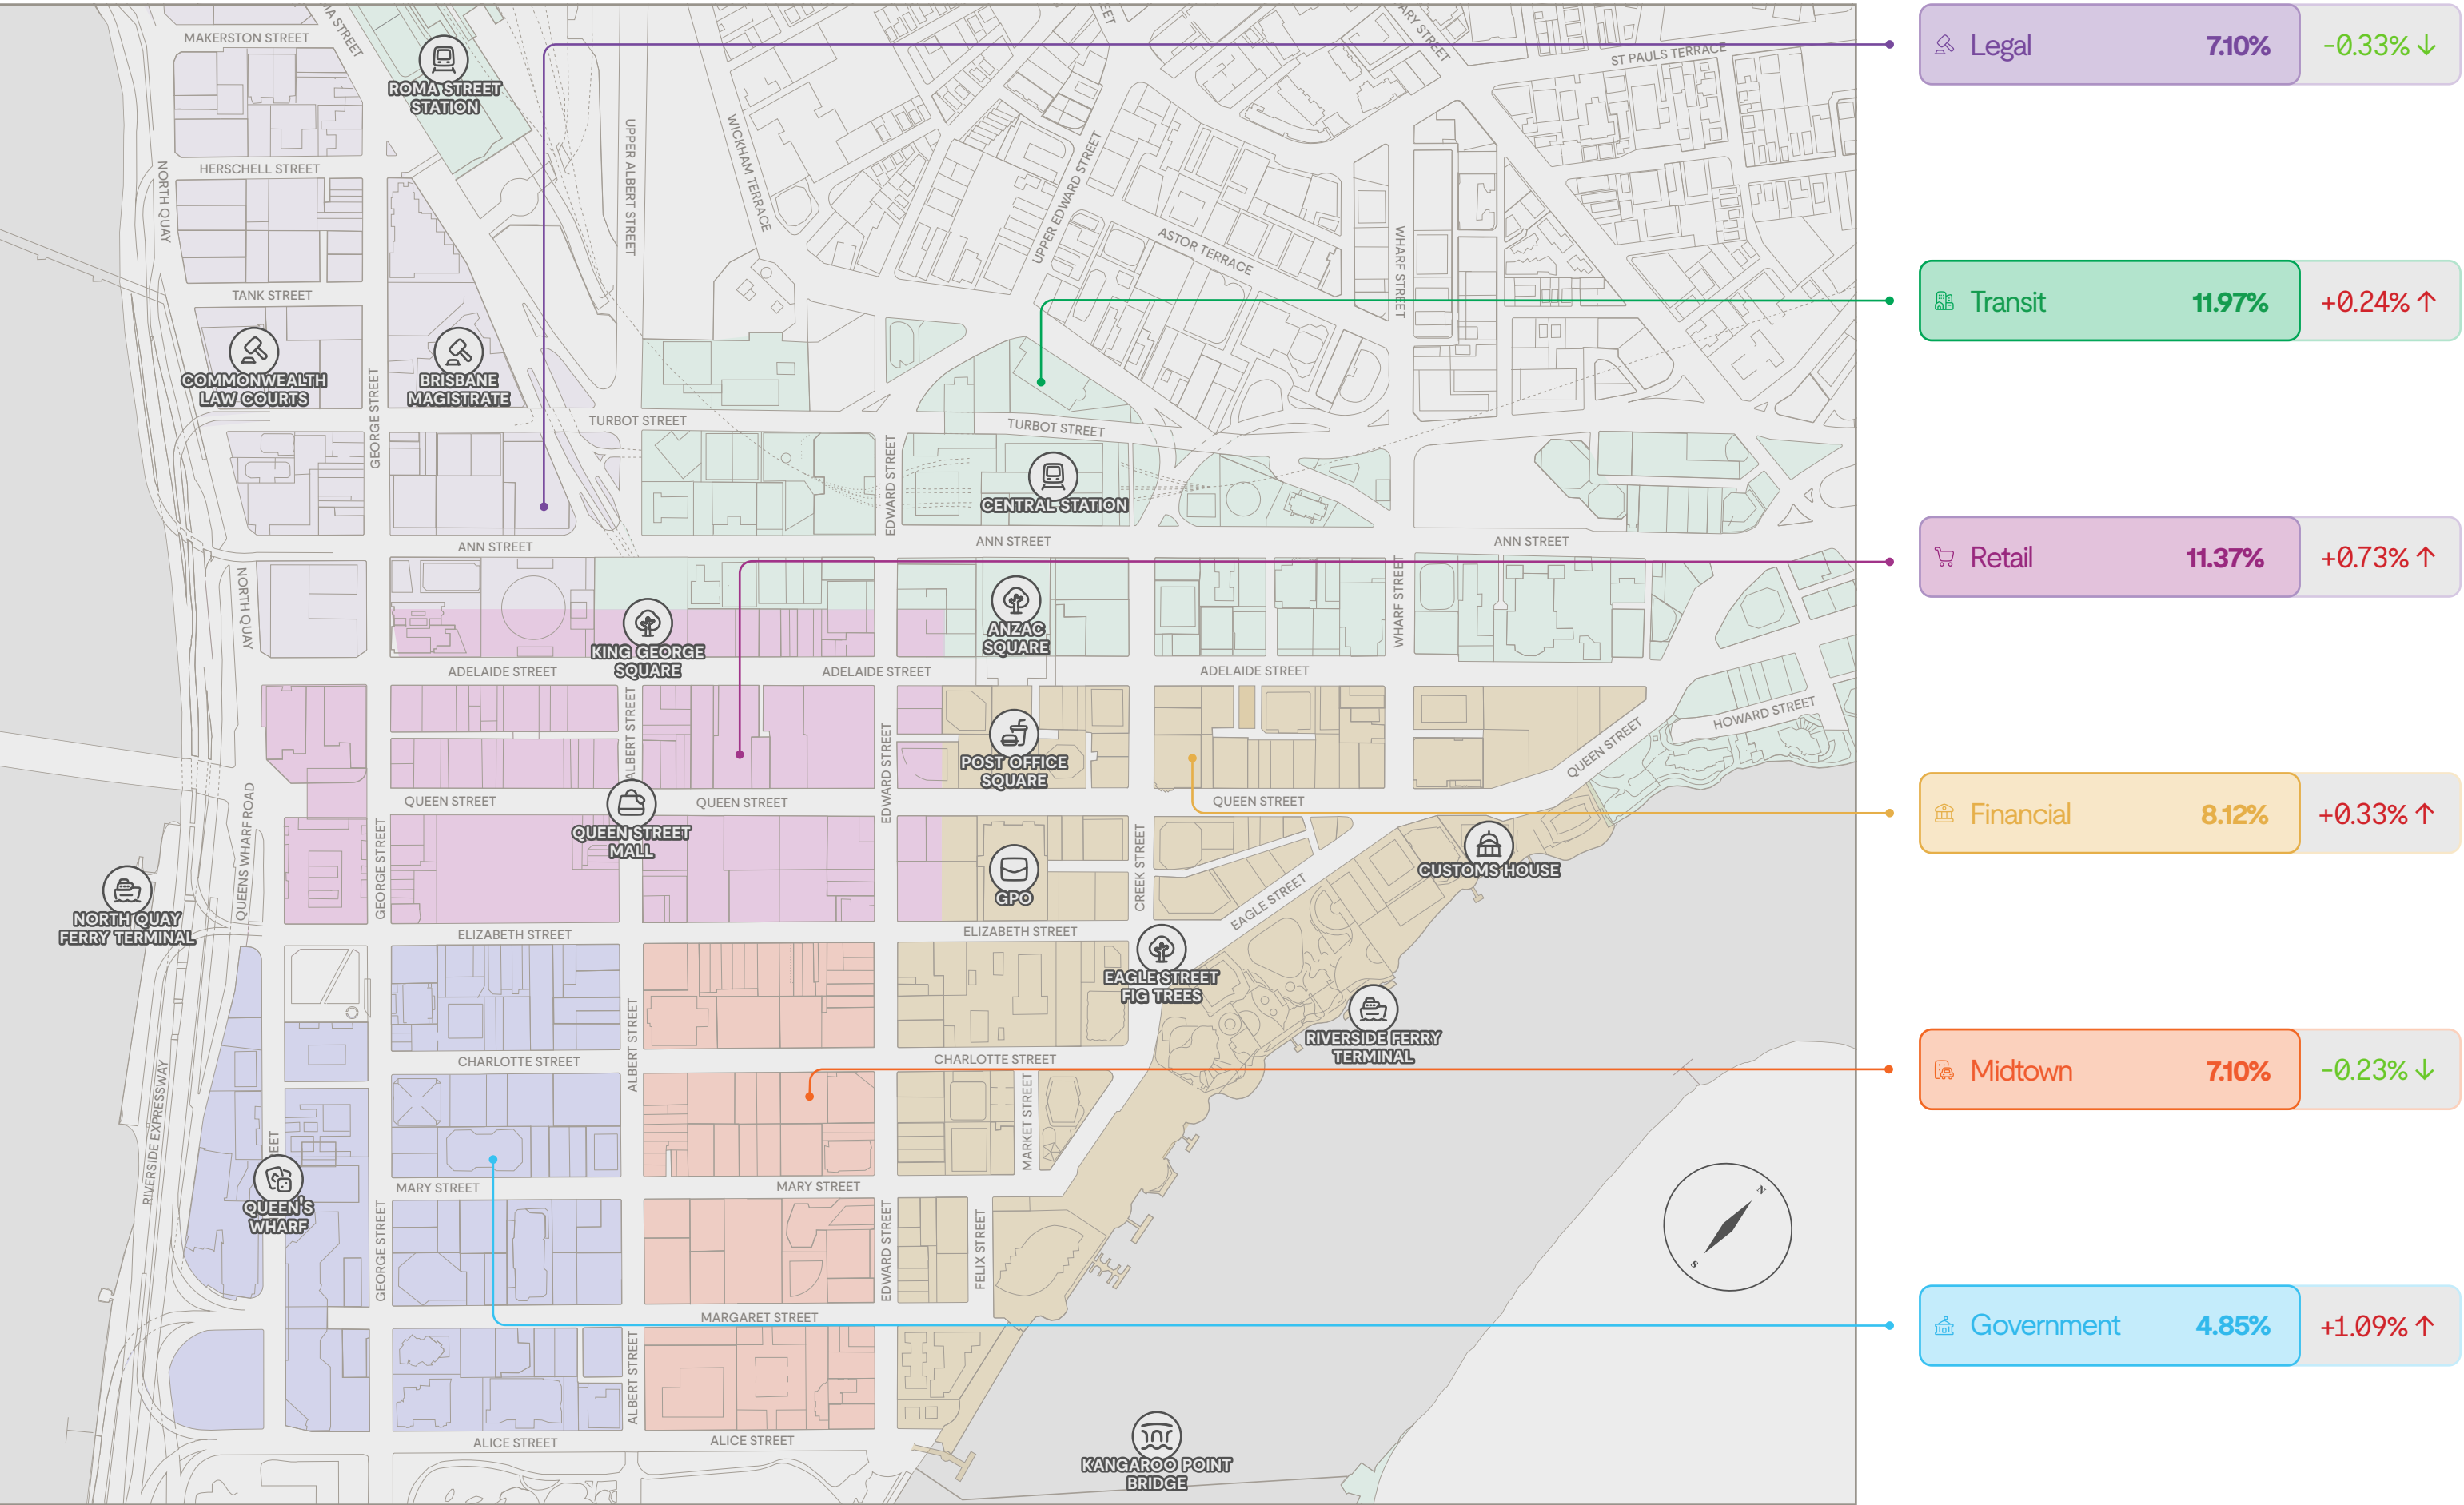 MAKERSTON STREET
MA STREET
ROMA STREET
STATION
HERSCHELL STREET
NORTH QUAY
UPPER ALBERT STREET
WICKHAM TERRACE
UPPER EDWARD STREET
ASTOR TERRACE
WHARF STREET
ARY STREET
ST PAULS TERRACE
TANK STREET
COMMONWEALTH
LAW COURTS
BRISBANE
MAGISTRATE
GEORGE STREET
TURBOT STREET
TURBOT STREET
EDWARD STREET
CENTRAL STATION
ANN STREET
ANN STREET
ANN STREET
NORTH QUAY
WHARF STREET
KING GEORGE
SQUARE
ANZAC
SQUARE
ADELAIDE STREET
ADELAIDE STREET
ADELAIDE STREET
ALBERT STREET
EDWARD STREET
POST OFFICE
SQUARE
HOWARD STREET
QUEEN STREET
QUEEN STREET
QUEEN STREET
QUEEN STREET
QUEEN STREET
MALL
QUEENS WHARF ROAD
GEORGE STREET
CREEK STREET
GPO
EAGLE STREET
CUSTOMS HOUSE
NORTH QUAY
FERRY TERMINAL
ELIZABETH STREET
ELIZABETH STREET
EAGLE STREET
FIG TREES
RIVERSIDE FERRY
TERMINAL
ALBERT STREET
CHARLOTTE STREET
CHARLOTTE STREET
RIVERSIDE EXPRESSWAY
MARKET STREET
EET
QUEEN'S
WHARF
MARY STREET
MARY STREET
GEORGE STREET
EDWARD STREET
FELIX STREET
N
S
MARGARET STREET
ALBERT STREET
ALICE STREET
ALICE STREET
KANGAROO POINT
BRIDGE
Legal 7.10% -0.33% ↓
Transit 11.97% +0.24% ↑
Retail 11.37% +0.73% ↑
Financial 8.12% +0.33% ↑
Midtown 7.10% -0.23% ↓
Government 4.85% +1.09% ↑